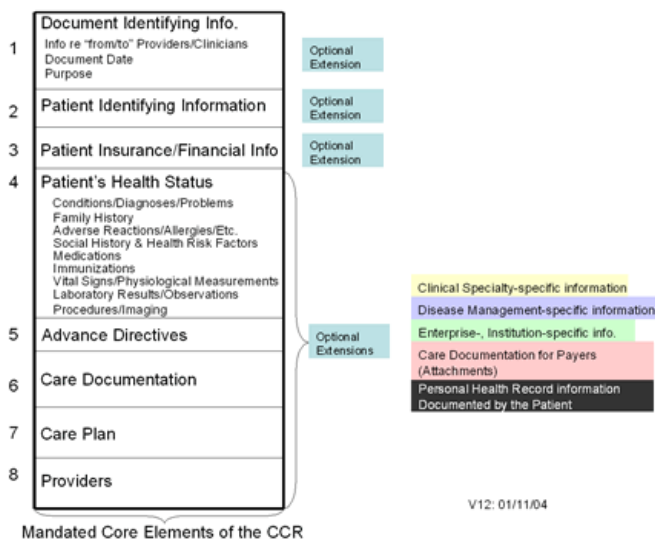 1
Document Identifying Info.
Info re "from/to" Providers/Clinicians
Document Date
Purpose
Optional
Extension
2
Patient Identifying Information
Optional
Extension
3
Patient Insurance/Financial Info
Optional
Extension
4
Patient's Health Status
Conditions/Diagnoses/Problems
Family History
Adverse Reactions/Allergies/Etc.
Social History & Health Risk Factors
Medications
Immunizations
Vital Signs/Physiological Measurements
Laboratory Results/Observations
Procedures/Imaging
5
Advance Directives
6
Care Documentation
7
Care Plan
8
Providers
Optional
Extensions
Clinical Specialty-specific information
Disease Management-specific information
Enterprise-, Institution-specific info.
Care Documentation for Payers
(Attachments)
Personal Health Record information
Documented by the Patient
V12: 01/11/04
Mandated Core Elements of the CCR